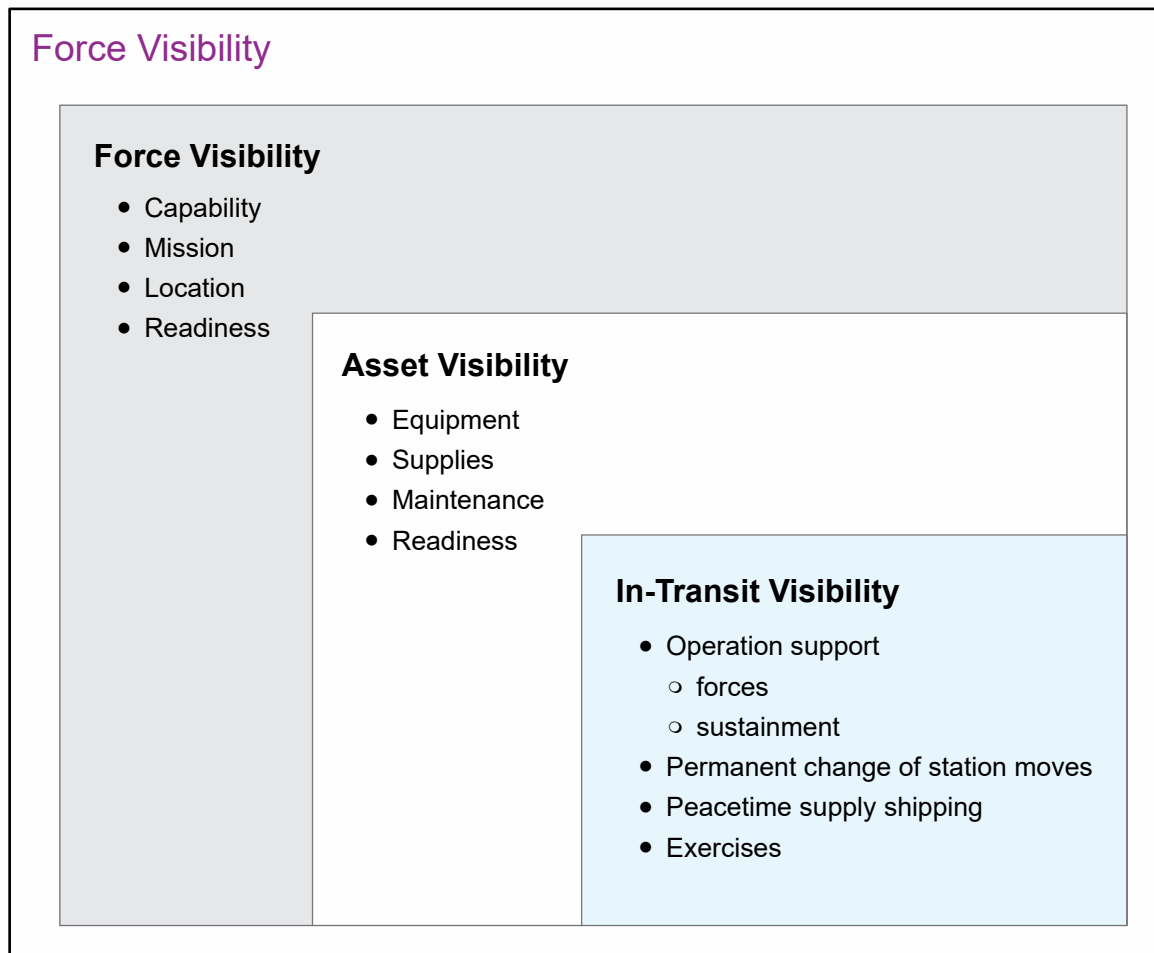 Force Visibility
Force Visibility
• Capability
• Mission
• Location
• Readiness
Asset Visibility
• Equipment
• Supplies
• Maintenance
• Readiness
In-Transit Visibility
• Operation support
○ forces
○ sustainment
• Permanent change of station moves
• Peacetime supply shipping
• Exercises